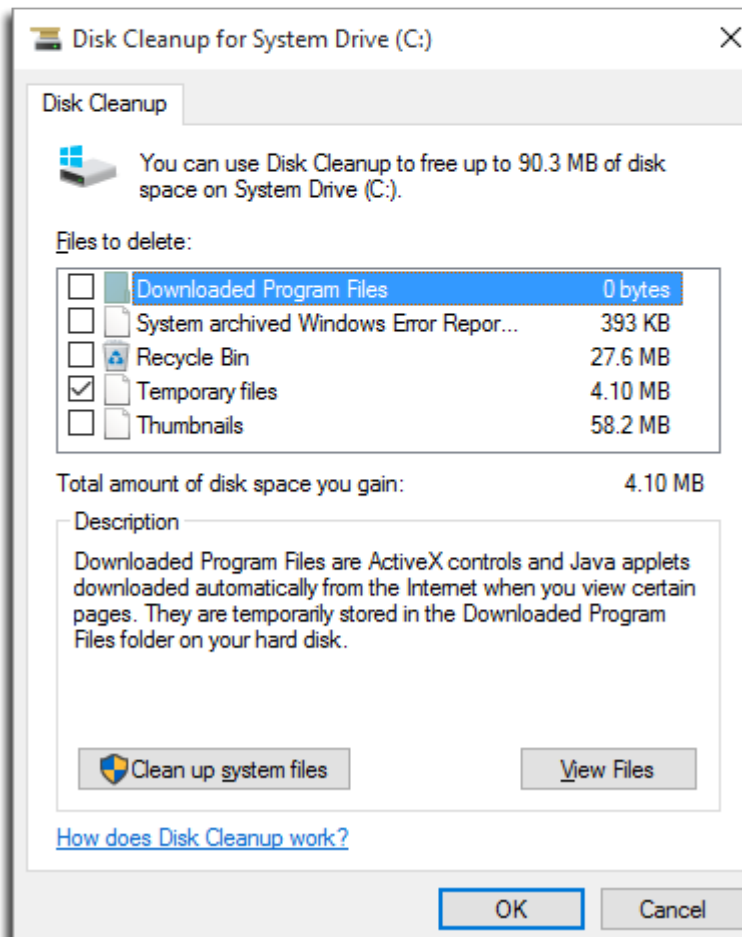 Disk Cleanup for System Drive (C:)
Disk Cleanup
You can use Disk Cleanup to free up to 90.3 MB of disk
space on System Drive (C:).
Files to delete:
Downloaded Program Files 0 bytes
System archived Windows Error Repor... 393 KB
Recycle Bin 27.6 MB
Temporary files 4.10 MB
Thumbnails 58.2 MB
Total amount of disk space you gain: 4.10 MB
Description
Downloaded Program Files are ActiveX controls and Java applets
downloaded automatically from the Internet when you view certain
pages. They are temporarily stored in the Downloaded Program
Files folder on your hard disk.
Clean up system files View Files
How does Disk Cleanup work?
OK Cancel